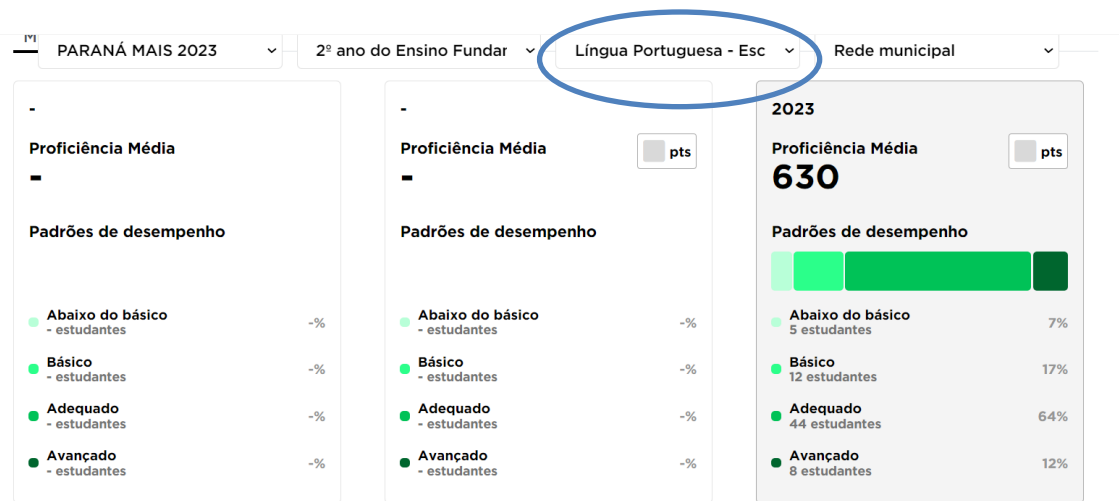 M
PARANÁ MAIS 2023
2º ano do Ensino Fundar
Língua Portuguesa - Esc
Rede municipal
-
Proficiência Média
-
Padrões de desempenho
Abaixo do básico
- estudantes
-%
Básico
- estudantes
-%
Adequado
- estudantes
-%
Avançado
- estudantes
-%
-
Proficiência Média
pts
-
Padrões de desempenho
Abaixo do básico
- estudantes
-%
Básico
- estudantes
-%
Adequado
- estudantes
-%
Avançado
- estudantes
-%
2023
Proficiência Média
pts
630
Padrões de desempenho
Abaixo do básico
5 estudantes
7%
Básico
12 estudantes
17%
Adequado
44 estudantes
64%
Avançado
8 estudantes
12%